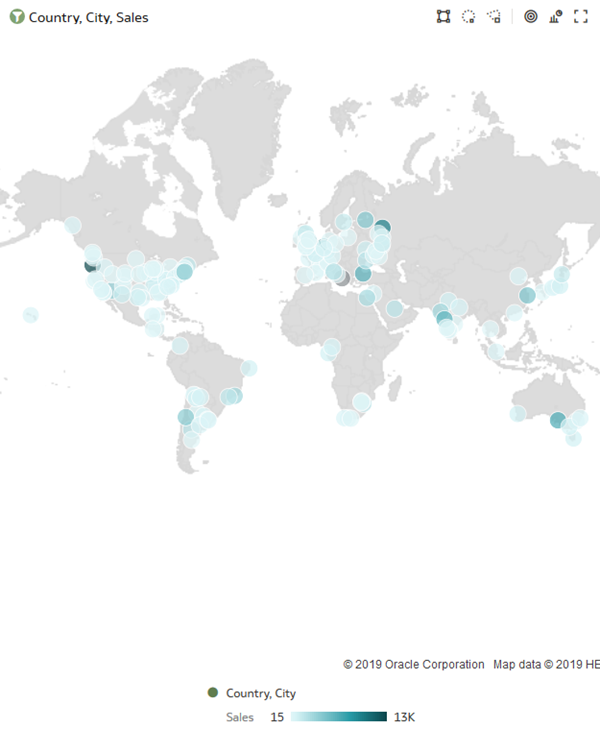 Country, City, Sales
© 2019 Oracle Corporation Map data © 2019 HE
Country, City
Sales 15 13K